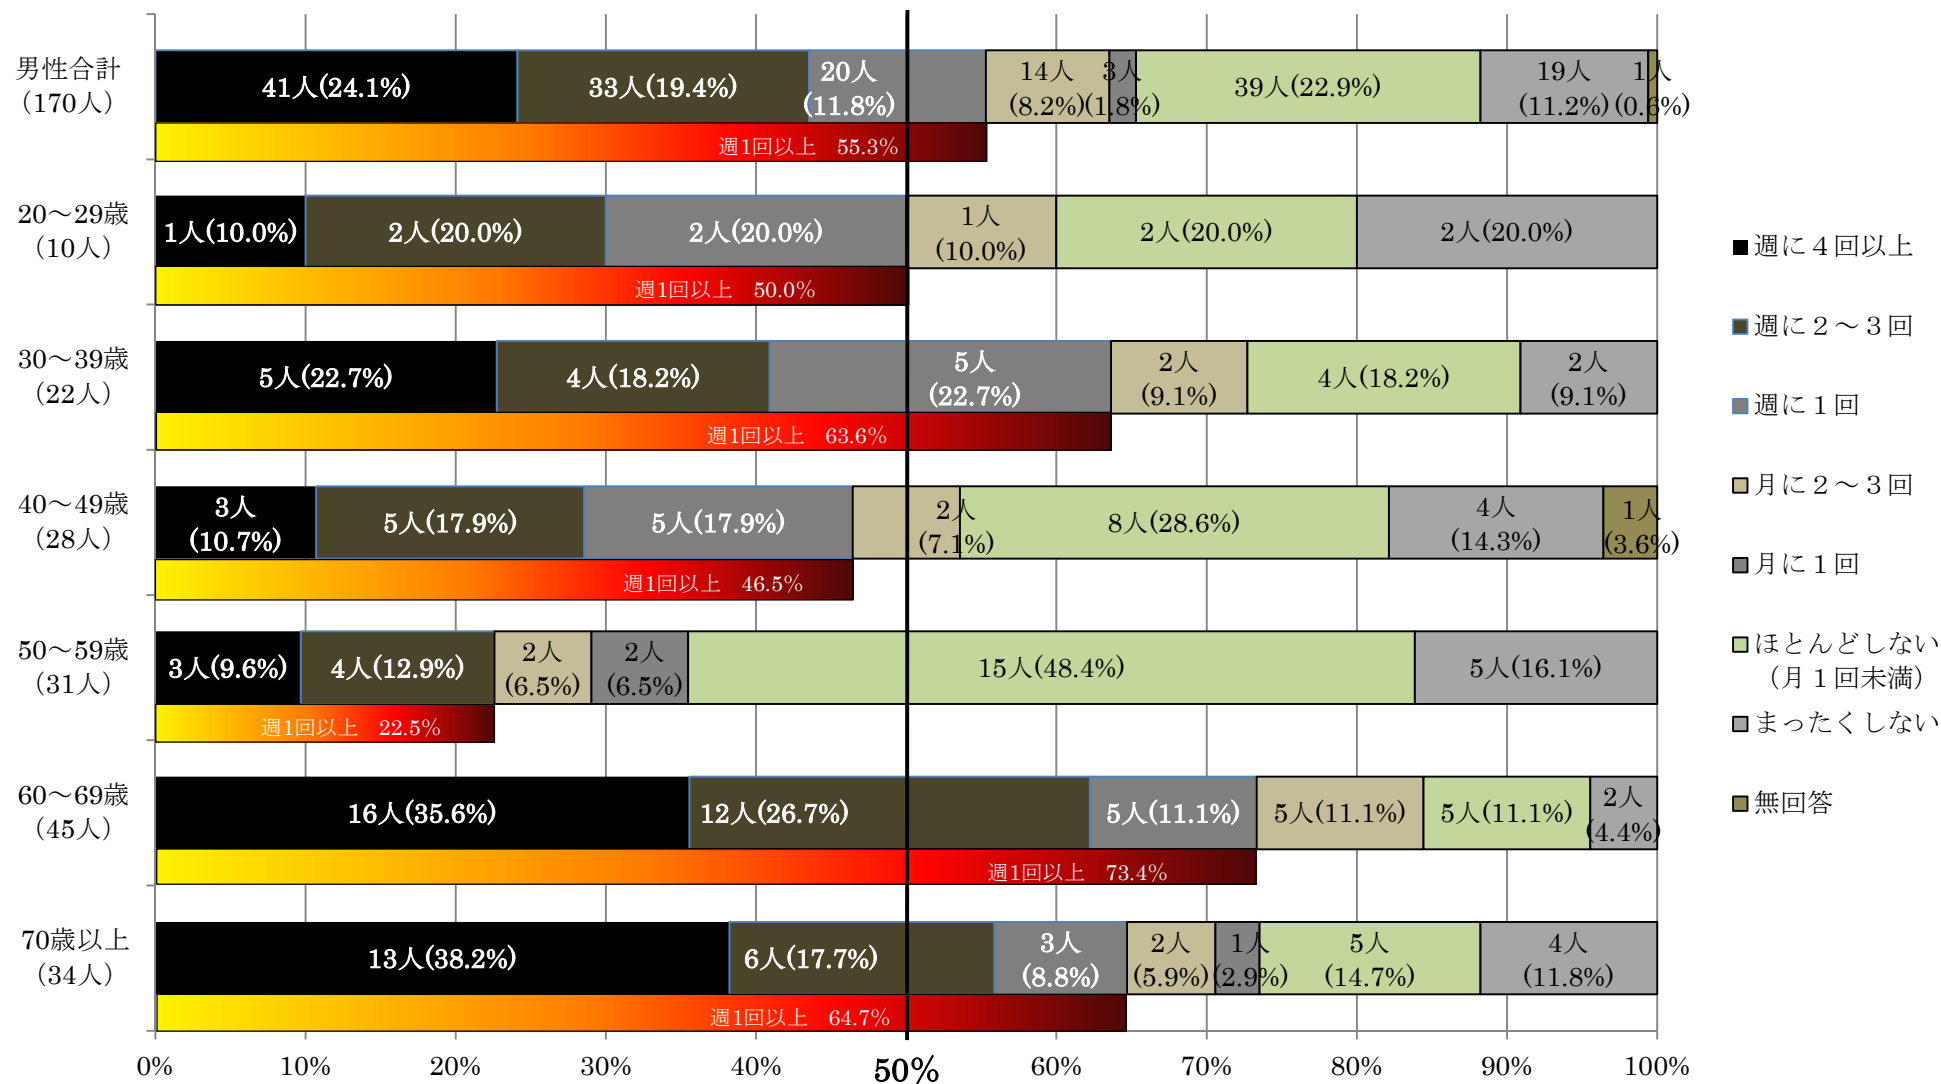 男性合計
（170人）
41人(24.1%)
33人(19.4%)
20人
(11.8%)
14人
(8.2%)
3人
(1.8%)
39人(22.9%)
19人
(11.2%)
1人
(0.6%)
週1回以上　55.3%
20～29歳
（10人）
1人(10.0%)
2人(20.0%)
2人(20.0%)
1人
(10.0%)
2人(20.0%)
2人(20.0%)
週1回以上　50.0%
30～39歳
（22人）
5人(22.7%)
4人(18.2%)
5人
(22.7%)
2人
(9.1%)
4人(18.2%)
2人
(9.1%)
週1回以上　63.6%
40～49歳
（28人）
3人
(10.7%)
5人(17.9%)
5人(17.9%)
2人
(7.1%)
8人(28.6%)
4人
(14.3%)
1人
(3.6%)
週1回以上　46.5%
50～59歳
（31人）
3人(9.6%)
4人(12.9%)
2人
(6.5%)
2人
(6.5%)
15人(48.4%)
5人(16.1%)
週1回以上　22.5%
60～69歳
（45人）
16人(35.6%)
12人(26.7%)
5人(11.1%)
5人(11.1%)
5人(11.1%)
2人
(4.4%)
週1回以上　73.4%
70歳以上
（34人）
13人(38.2%)
6人(17.7%)
3人
(8.8%)
2人
(5.9%)
1人
(2.9%)
5人
(14.7%)
4人
(11.8%)
週1回以上　64.7%
0%
10%
20%
30%
40%
50%
60%
70%
80%
90%
100%
週に４回以上
週に２～３回
週に１回
月に２～３回
月に１回
ほとんどしない
（月１回未満）
まったくしない
無回答